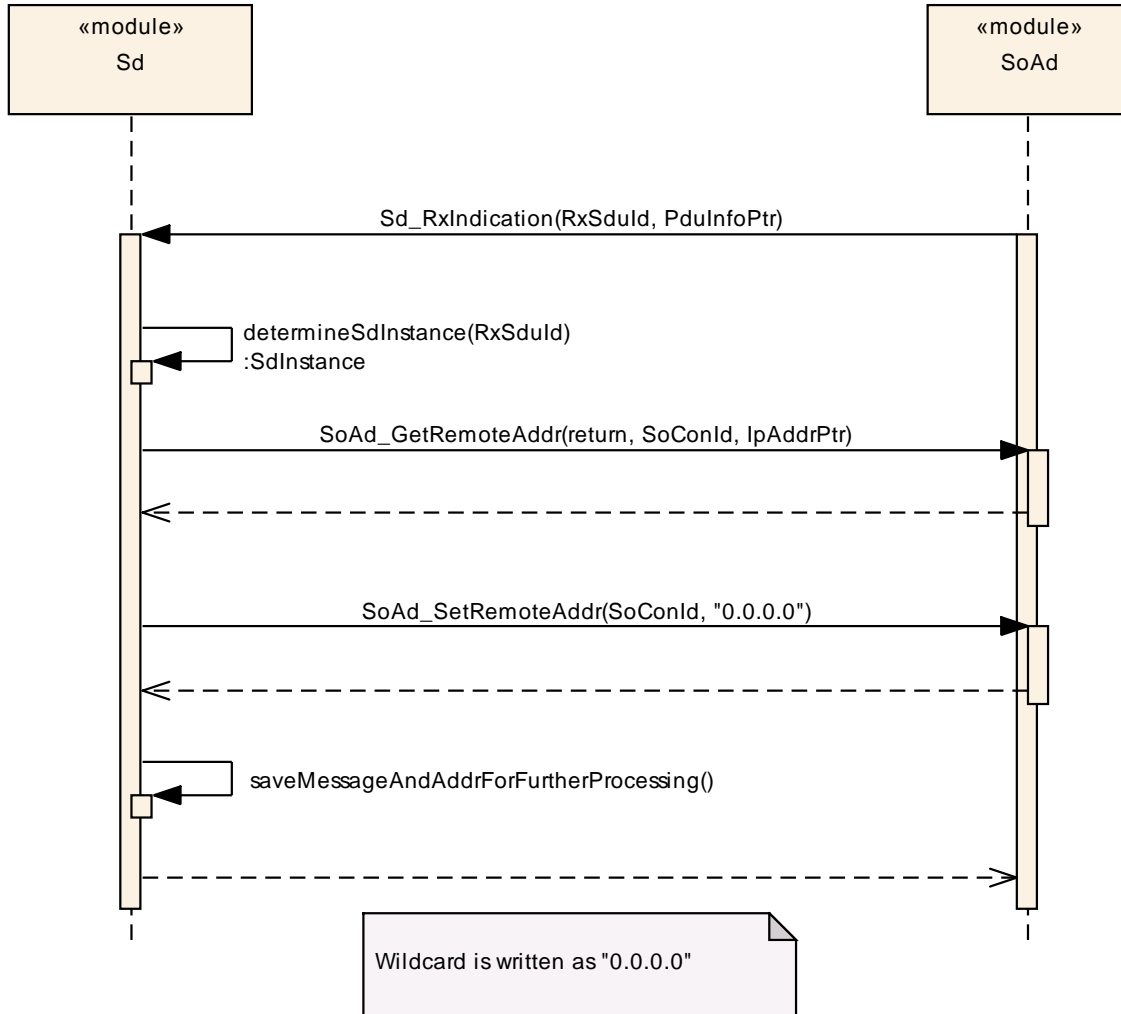 «module»
Sd
«module»
SoAd
Sd_RxIndication(RxSduId, PduInfoPtr)
determineSdInstance(RxSduId)
:SdInstance
SoAd_GetRemoteAddr(return, SoConId, IpAddrPtr)
SoAd_SetRemoteAddr(SoConId, "0.0.0.0")
saveMessageAndAddrForFurtherProcessing()
Wildcard is written as "0.0.0.0"